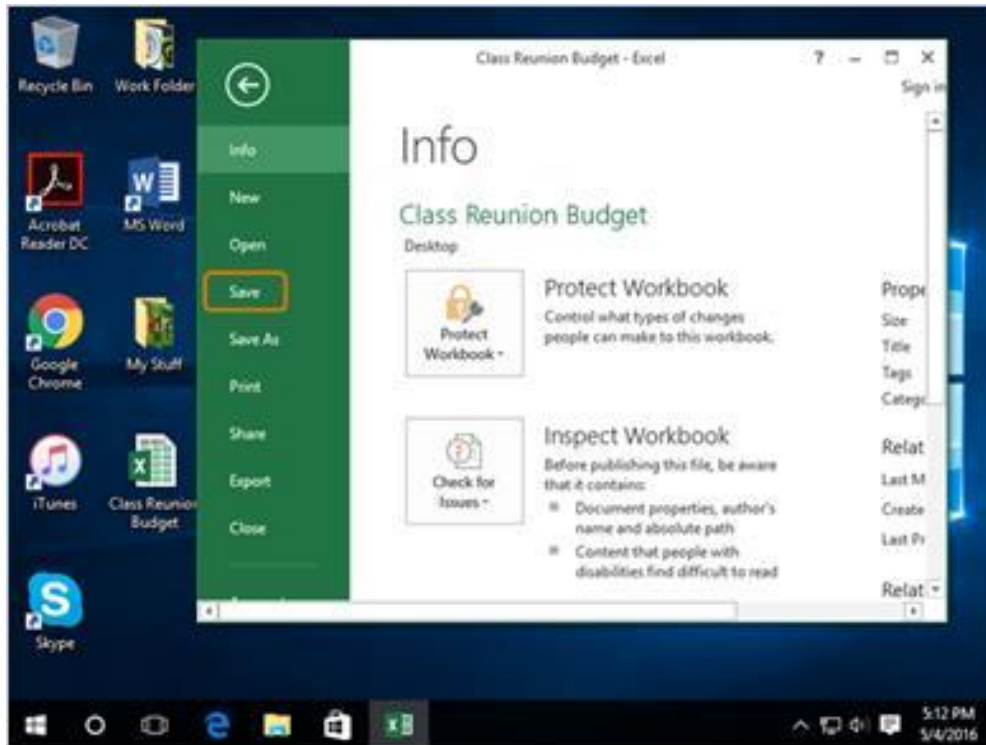 Recycle Bin
Work Folder
Acrobat
Reader DC
MS Word
Google
Chrome
My Stuff
iTunes
Class Reunion
Budget
Skype
Class Reunion Budget - Excel
?
Sign in
Info
New
Open
Save
Save As
Print
Share
Export
Close
Info
Class Reunion Budget
Desktop
Protect
Workbook
Protect Workbook
Control what types of changes
people can make to this workbook.
Check for
Issues
Inspect Workbook
Before publishing this file, be aware
that it contains:
Document properties, author's
name and absolute path
Content that people with
disabilities find difficult to read
Prope
Size
Title
Tags
Catego
Relat
Last M
Create
Last Pr
Relat
5:12 PM
5/4/2016